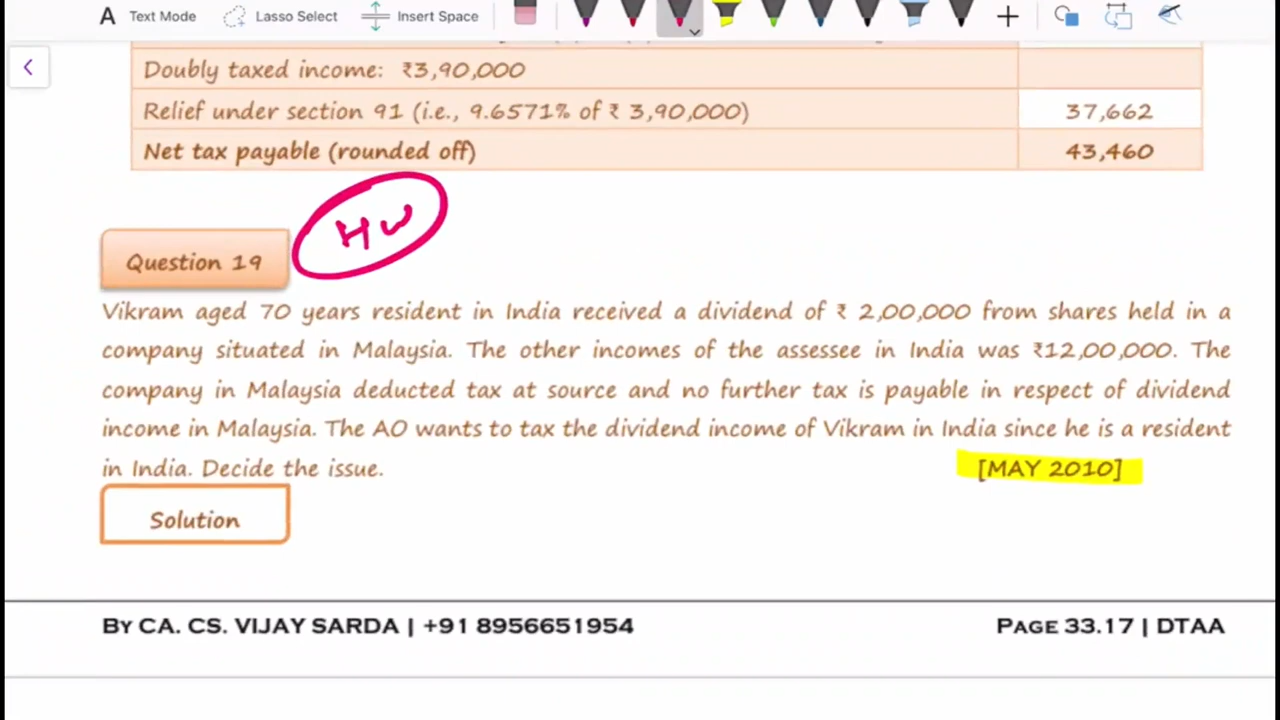 A Text Mode Lasso Select Insert Space
Doubly taxed income: ₹3,90,000
Relief under section 91 (i.e., 9.6571% of ₹ 3,90,000) 37,662
Net tax payable (rounded off) 43,460
HW
Question 19
Vikram aged 70 years resident in India received a dividend of ₹ 2,00,000 from shares held in a
company situated in Malaysia. The other incomes of the assessee in India was ₹12,00,000. The
company in Malaysia deducted tax at source and no further tax is payable in respect of dividend
income in Malaysia. The AO wants to tax the dividend income of Vikram in India since he is a resident
in India. Decide the issue. [MAY 2010]
Solution
BY CA. CS. VIJAY SARDA | +91 8956651954 PAGE 33.17 | DTAA